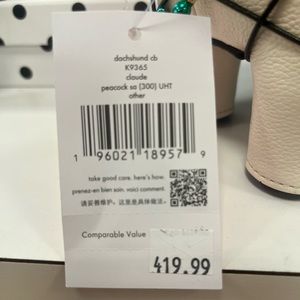 dachshund cb
K9365
claude
peacock sa (300) UHT
other
1 96021 18957 9
take good care. here's how.
prenez-en bien soin. voici comment.
请妥善维护。这里是具体做法。
Comparable Value
419.99